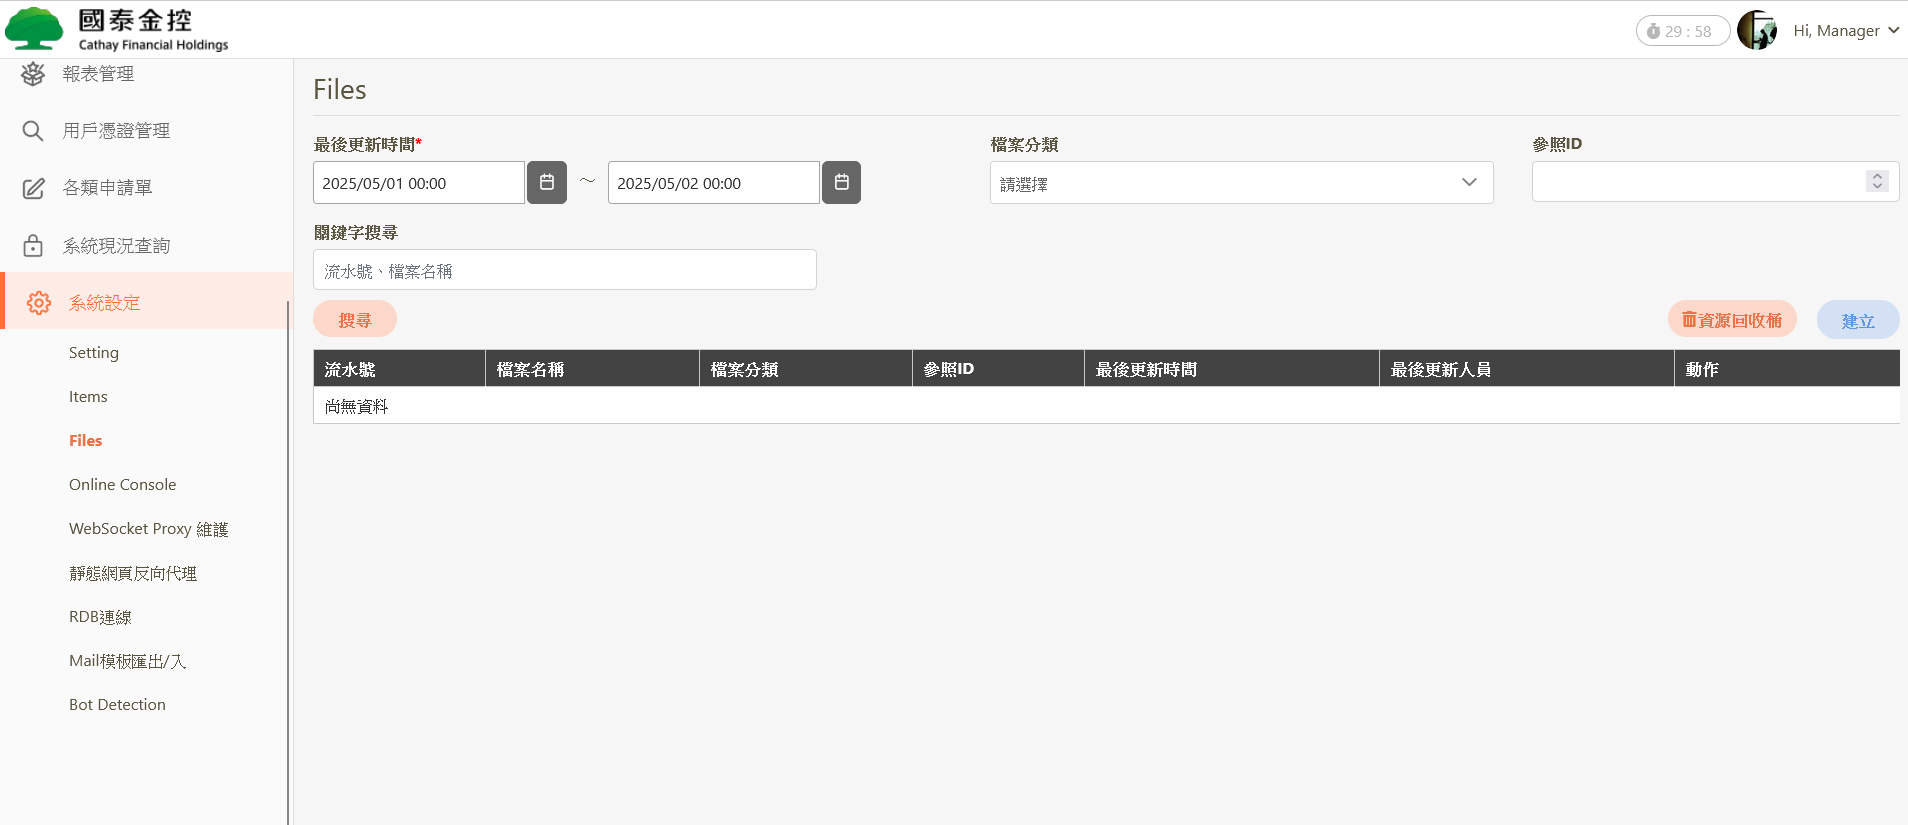 國泰金控
Cathay Financial Holdings
29 : 58
Hi, Manager
報表管理
用戶憑證管理
各類申請單
系統現況查詢
系統設定
Setting
Items
Files
Online Console
WebSocket Proxy 維護
靜態網頁反向代理
RDB連線
Mail模板匯出/入
Bot Detection
Files
最後更新時間*
檔案分類
參照ID
2025/05/01 00:00
～
2025/05/02 00:00
請選擇
關鍵字搜尋
流水號、檔案名稱
搜尋
資源回收桶
建立
流水號 檔案名稱 檔案分類 參照ID 最後更新時間 最後更新人員 動作
尚無資料